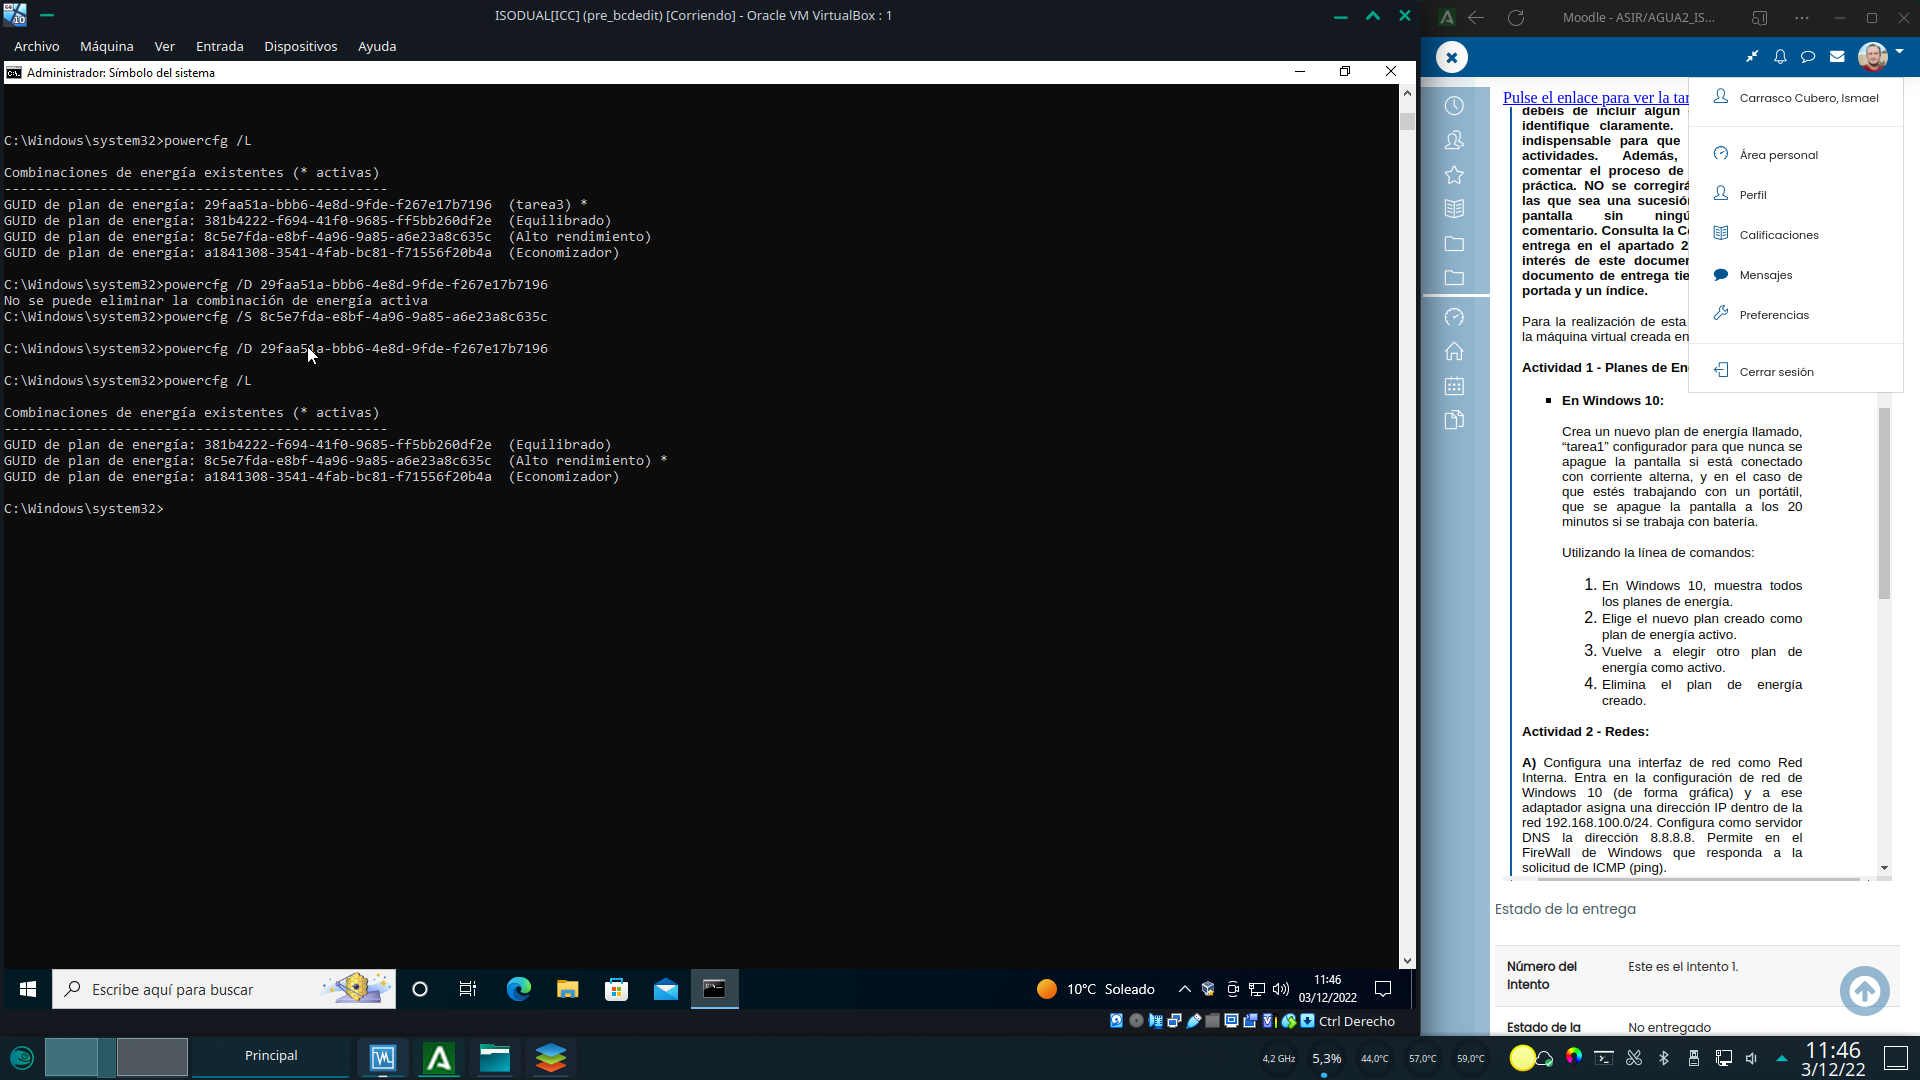 ISODUAL[ICC] (pre_bcdedit) [Corriendo] - Oracle VM VirtualBox : 1
Archivo Máquina Ver Entrada Dispositivos Ayuda
Administrador: Símbolo del sistema
C:\Windows\system32>powercfg /L
Combinaciones de energía existentes (* activas)
-----------------------------------------------
GUID de plan de energía: 29faa51a-bbb6-4e8d-9fde-f267e17b7196 (tarea3) *
GUID de plan de energía: 381b4222-f694-41f0-9685-ff5bb260df2e (Equilibrado)
GUID de plan de energía: 8c5e7fda-e8bf-4a96-9a85-a6e23a8c635c (Alto rendimiento)
GUID de plan de energía: a1841308-3541-4fab-bc81-f71556f20b4a (Economizador)
C:\Windows\system32>powercfg /D 29faa51a-bbb6-4e8d-9fde-f267e17b7196
No se puede eliminar la combinación de energía activa
C:\Windows\system32>powercfg /S 8c5e7fda-e8bf-4a96-9a85-a6e23a8c635c
C:\Windows\system32>powercfg /D 29faa51a-bbb6-4e8d-9fde-f267e17b7196
C:\Windows\system32>powercfg /L
Combinaciones de energía existentes (* activas)
-----------------------------------------------
GUID de plan de energía: 381b4222-f694-41f0-9685-ff5bb260df2e (Equilibrado)
GUID de plan de energía: 8c5e7fda-e8bf-4a96-9a85-a6e23a8c635c (Alto rendimiento) *
GUID de plan de energía: a1841308-3541-4fab-bc81-f71556f20b4a (Economizador)
C:\Windows\system32>
Escribe aquí para buscar
10°C Soleado
11:46
03/12/2022
Ctrl Derecho
Moodle - ASIR/AGUA2_IS...
Pulse el enlace para ver la tar
debéis de incluir algún
identifique claramente.
indispensable para que
actividades. Además,
comentar el proceso de
práctica. NO se corregirá
las que sea una sucesió
pantalla sin ningú
comentario. Consulta la Co
entrega en el apartado 2
interés de este documen
documento de entrega tie
portada y un índice.
Para la realización de esta
la máquina virtual creada en
Actividad 1 - Planes de En
Carrasco Cubero, Ismael
Área personal
Perfil
Calificaciones
Mensajes
Preferencias
Cerrar sesión
En Windows 10:
Crea un nuevo plan de energía llamado,
“tarea1” configurador para que nunca se
apague la pantalla si está conectado
con corriente alterna, y en el caso de
que estés trabajando con un portátil,
que se apague la pantalla a los 20
minutos si se trabaja con batería.
Utilizando la línea de comandos:
1. En Windows 10, muestra todos
los planes de energía.
2. Elige el nuevo plan creado como
plan de energía activo.
3. Vuelve a elegir otro plan de
energía como activo.
4. Elimina el plan de energía
creado.
Actividad 2 - Redes:
A) Configura una interfaz de red como Red
Interna. Entra en la configuración de red de
Windows 10 (de forma gráfica) y a ese
adaptador asigna una dirección IP dentro de la
red 192.168.100.0/24. Configura como servidor
DNS la dirección 8.8.8.8. Permite en el
FireWall de Windows que responda a la
solicitud de ICMP (ping).
Estado de la entrega
Número del
Intento
Este es el intento 1.
Estado de la
No entregado
Principal
4,2 GHz 5,3% 44,0°C 57,0°C 59,0°C
11:46
3/12/22